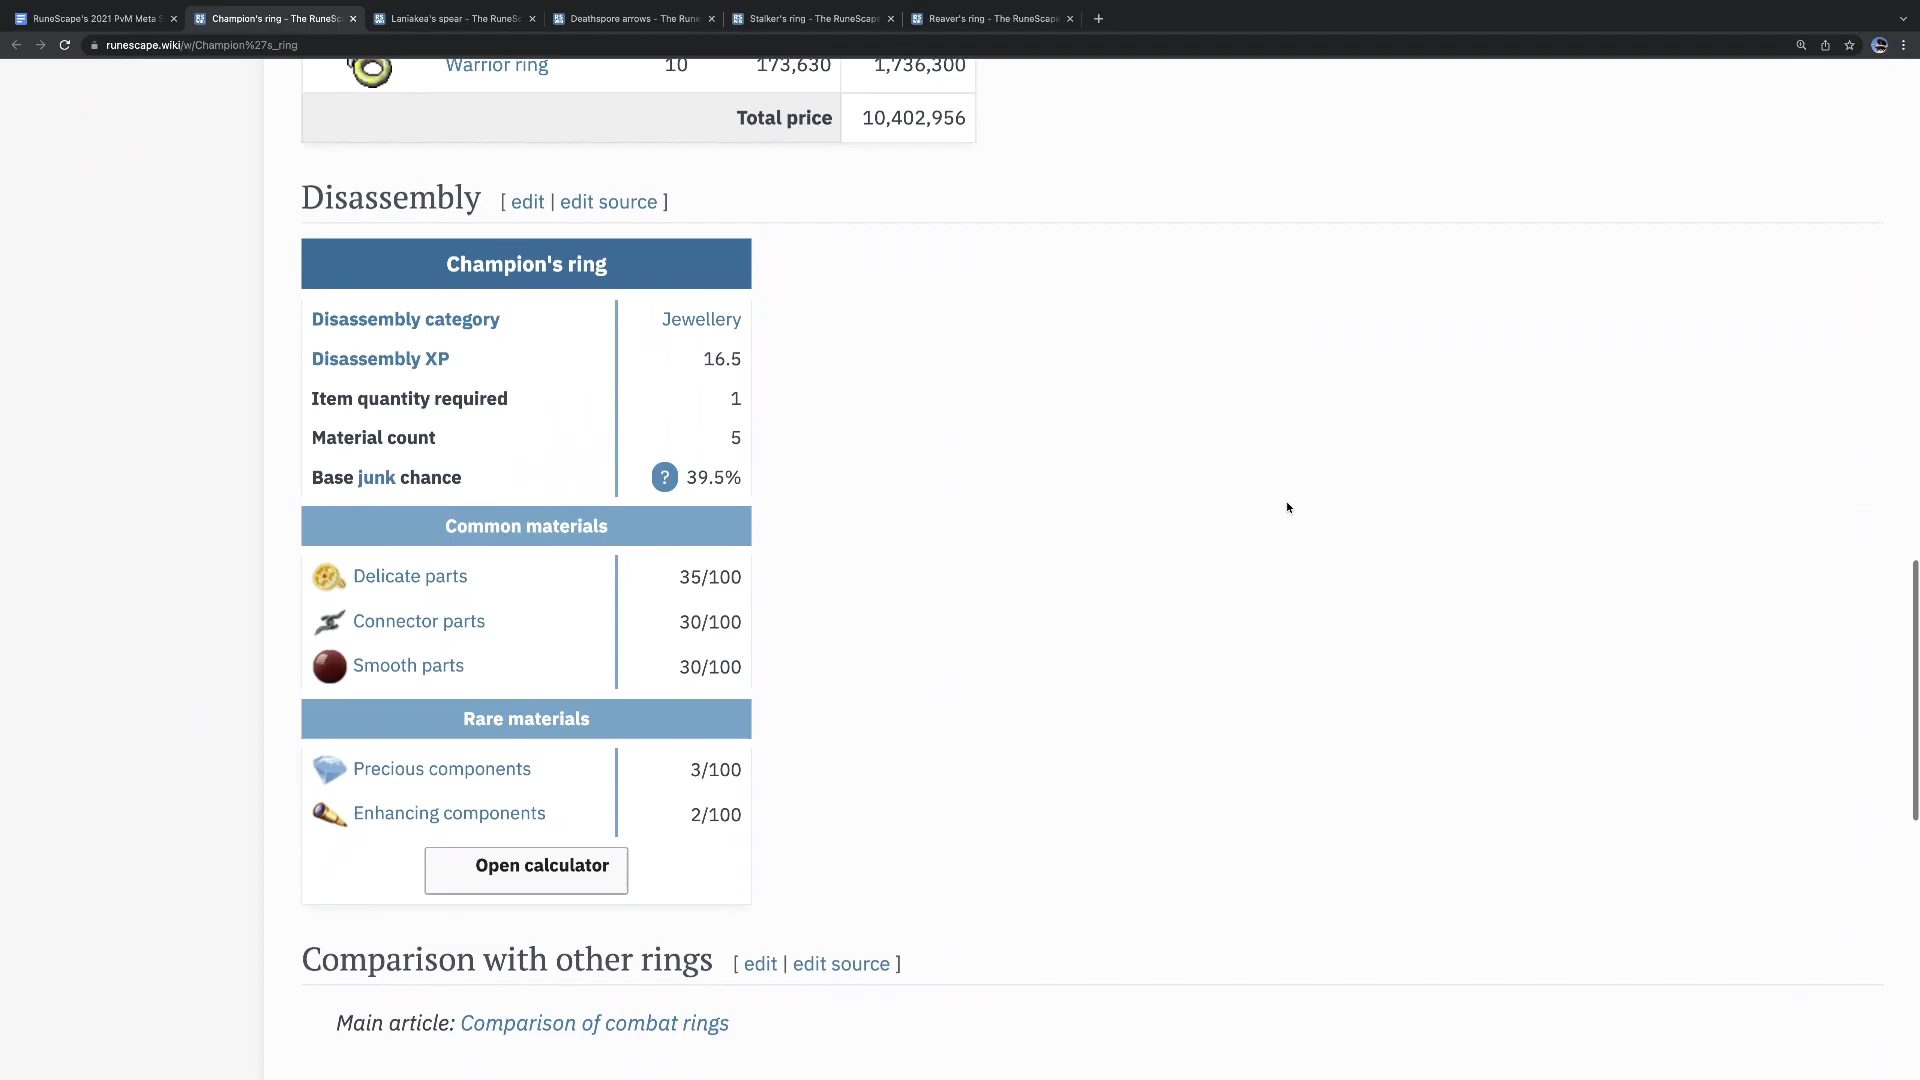 RuneScape's 2021 PvM Meta S
Champion's ring - The RuneSc
Laniakea's spear - The RuneSc
Deathspore arrows - The Rune
Stalker's ring - The RuneScape
Reaver's ring - The RuneScape
runescape.wiki/w/Champion%27s_ring
Warrior ring 10 173,630 1,736,300
Total price 10,402,956
Disassembly [ edit | edit source ]
Champion's ring
Disassembly category Jewellery
Disassembly XP 16.5
Item quantity required 1
Material count 5
Base junk chance ? 39.5%
Common materials
Delicate parts 35/100
Connector parts 30/100
Smooth parts 30/100
Rare materials
Precious components 3/100
Enhancing components 2/100
Open calculator
Comparison with other rings [ edit | edit source ]
Main article: Comparison of combat rings